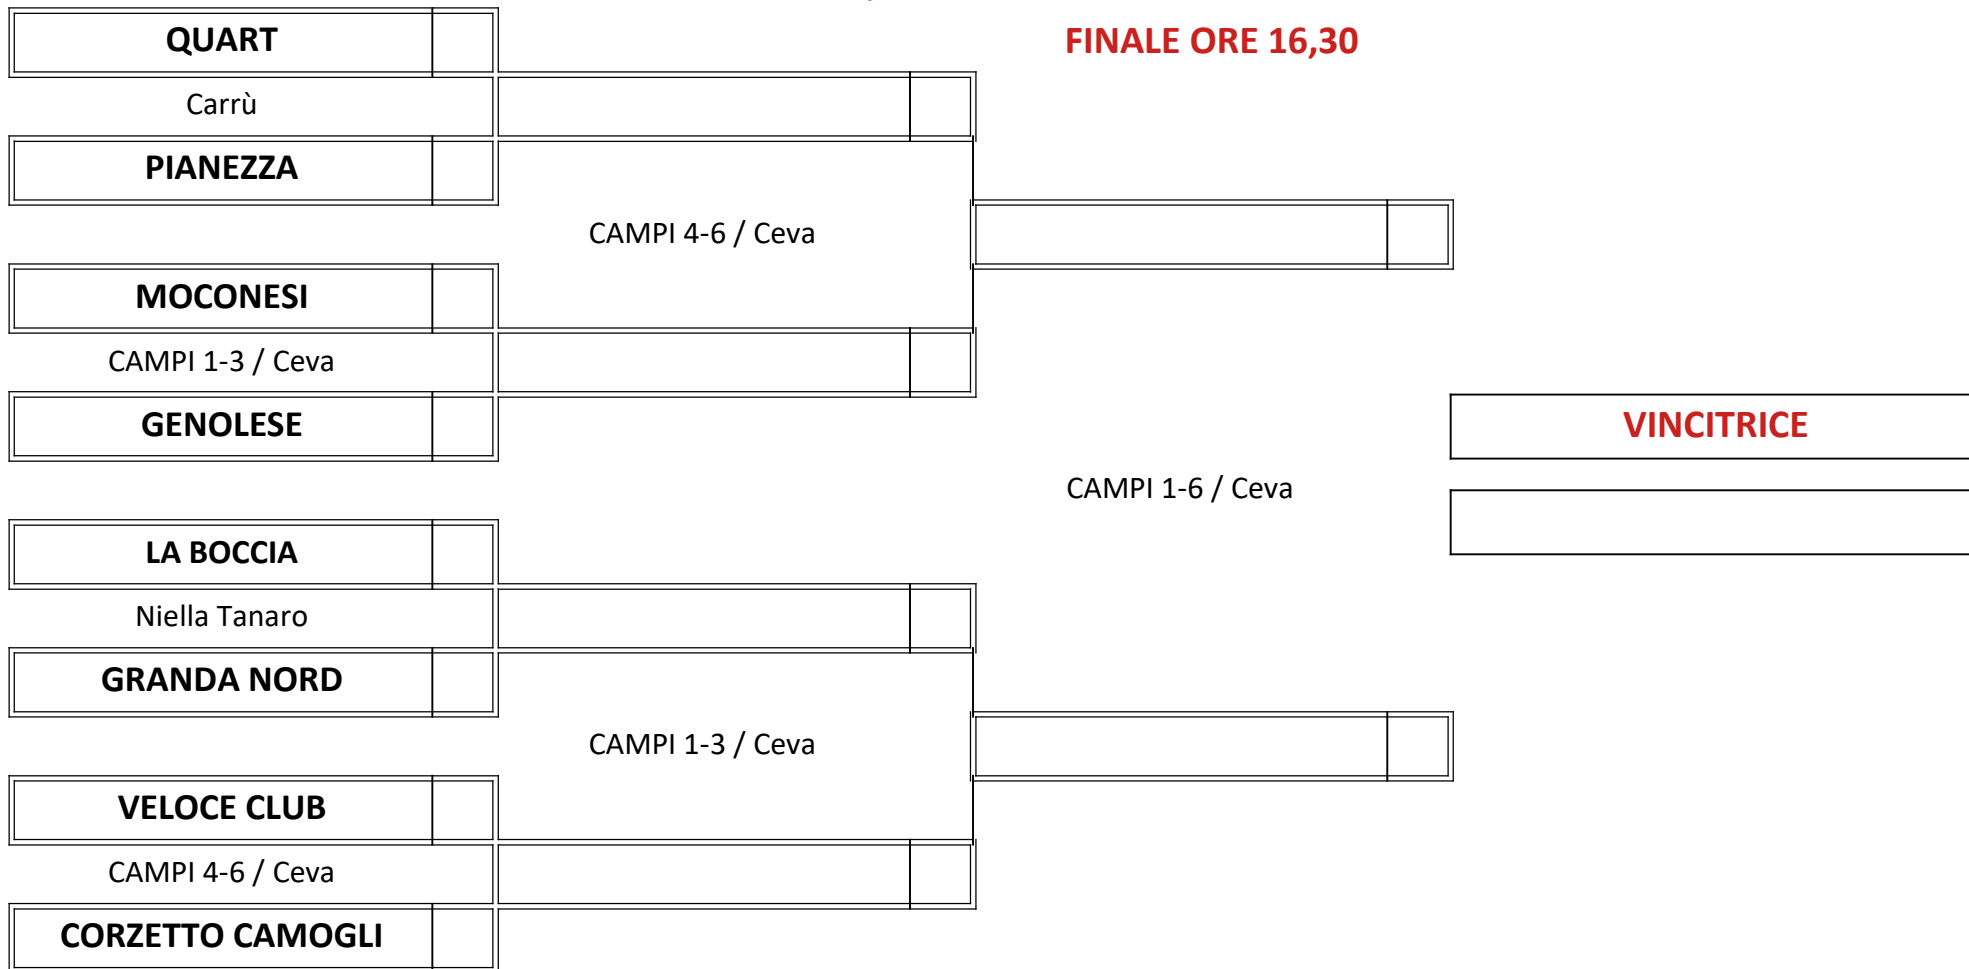 QUART
FINALE ORE 16,30
Carrù
PIANEZZA
CAMPI 4-6 / Ceva
MOCONESI
CAMPI 1-3 / Ceva
GENOLESE
VINCITRICE
CAMPI 1-6 / Ceva
LA BOCCIA
Niella Tanaro
GRANDA NORD
CAMPI 1-3 / Ceva
VELOCE CLUB
CAMPI 4-6 / Ceva
CORZETTO CAMOGLI